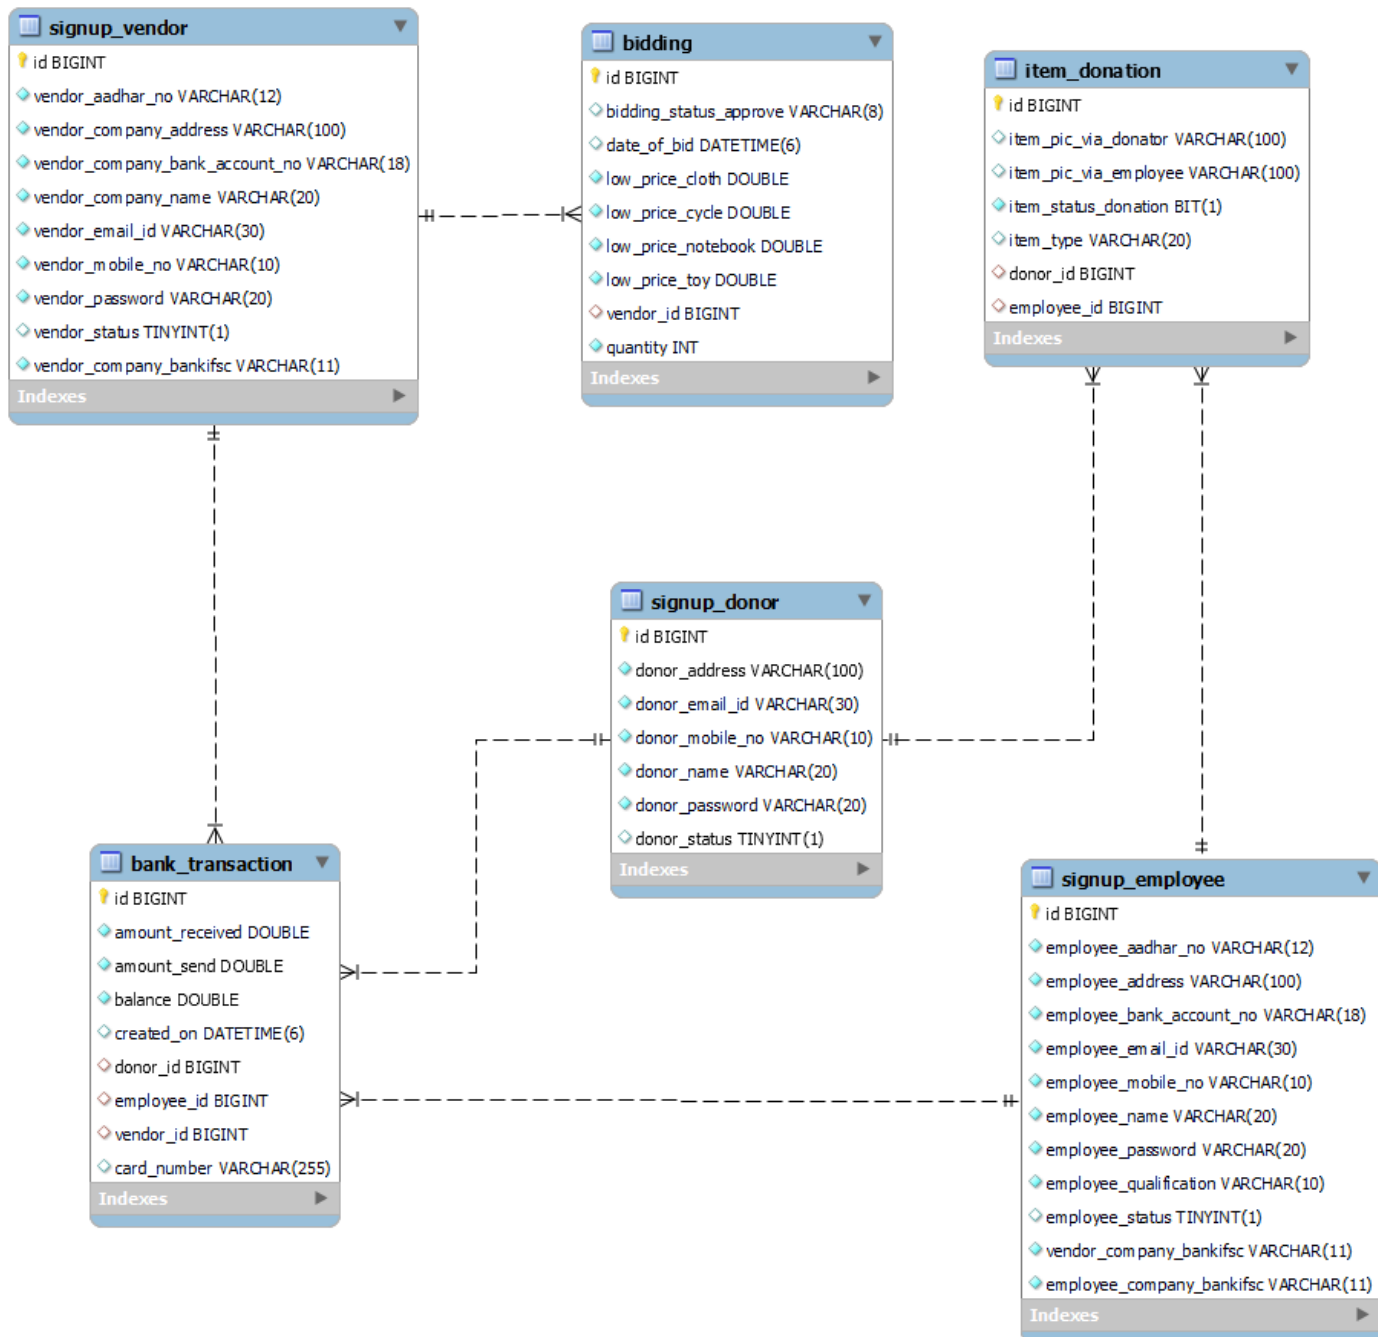 signup_vendor
id BIGINT
vendor_aadhar_no VARCHAR(12)
vendor_company_address VARCHAR(100)
vendor_company_bank_account_no VARCHAR(18)
vendor_company_name VARCHAR(20)
vendor_email_id VARCHAR(30)
vendor_mobile_no VARCHAR(10)
vendor_password VARCHAR(20)
vendor_status TINYINT(1)
vendor_company_bankifsc VARCHAR(11)
Indexes
bidding
id BIGINT
bidding_status_approve VARCHAR(8)
date_of_bid DATETIME(6)
low_price_cloth DOUBLE
low_price_cycle DOUBLE
low_price_notebook DOUBLE
low_price_toy DOUBLE
vendor_id BIGINT
quantity INT
Indexes
item_donation
id BIGINT
item_pic_via_donator VARCHAR(100)
item_pic_via_employee VARCHAR(100)
item_status_donation BIT(1)
item_type VARCHAR(20)
donor_id BIGINT
employee_id BIGINT
Indexes
signup_donor
id BIGINT
donor_address VARCHAR(100)
donor_email_id VARCHAR(30)
donor_mobile_no VARCHAR(10)
donor_name VARCHAR(20)
donor_password VARCHAR(20)
donor_status TINYINT(1)
Indexes
bank_transaction
id BIGINT
amount_received DOUBLE
amount_send DOUBLE
balance DOUBLE
created_on DATETIME(6)
donor_id BIGINT
employee_id BIGINT
vendor_id BIGINT
card_number VARCHAR(255)
Indexes
signup_employee
id BIGINT
employee_aadhar_no VARCHAR(12)
employee_address VARCHAR(100)
employee_bank_account_no VARCHAR(18)
employee_email_id VARCHAR(30)
employee_mobile_no VARCHAR(10)
employee_name VARCHAR(20)
employee_password VARCHAR(20)
employee_qualification VARCHAR(10)
employee_status TINYINT(1)
vendor_company_bankifsc VARCHAR(11)
employee_company_bankifsc VARCHAR(11)
Indexes